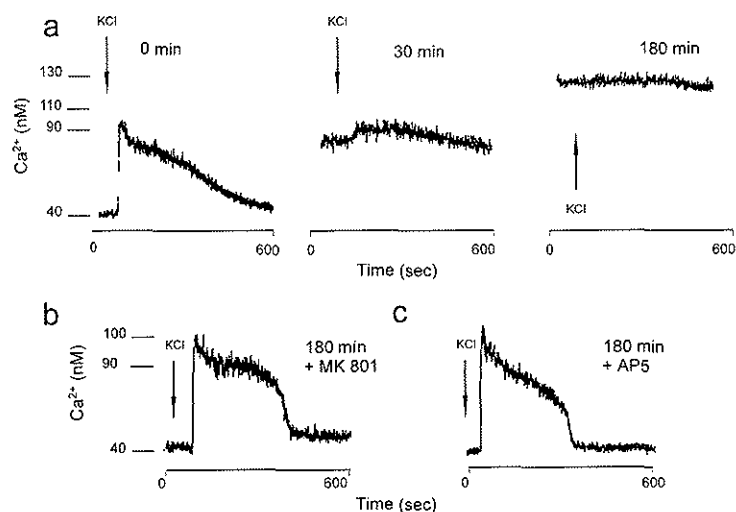 a
KCl
0 min
KCl
30 min
180 min
130
110
90
40
Ca²⁺ (nM)
KCl
0
600
0
600
0
600
Time (sec)
b
KCl
180 min
+ MK 801
100
90
40
Ca²⁺ (nM)
0
600
c
KCl
180 min
+ AP5
0
600
Time (sec)